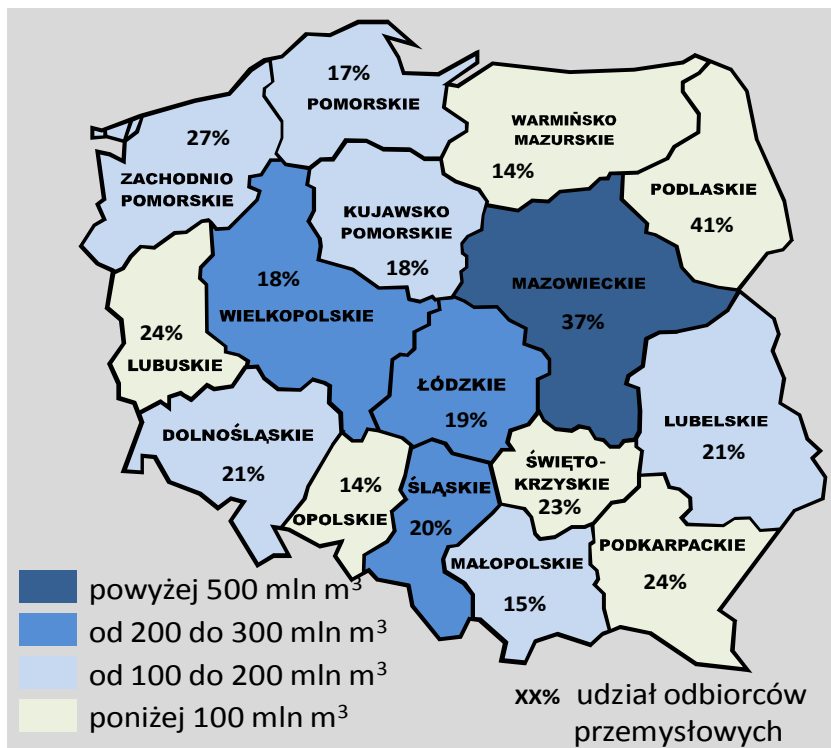 17%
POMORSKIE
27%
ZACHODNIO
POMORSKIE
WARMIŃSKO
MAZURSKIE
14%
PODLASKIE
41%
KUJAWSKO
POMORSKIE
18%
18%
WIELKOPOLSKIE
MAZOWIECKIE
37%
24%
LUBUSKIE
ŁÓDZKIE
19%
DOLNOŚLĄSKIE
21%
LUBELSKIE
21%
14%
OPOLSKIE
ŚLĄSKIE
20%
ŚWIĘTO-
KRZYSKIE
23%
MAŁOPOLSKIE
15%
PODKARPACKIE
24%
powyżej 500 mln m³
od 200 do 300 mln m³
od 100 do 200 mln m³
poniżej 100 mln m³
xx% udział odbiorców
przemysłowych